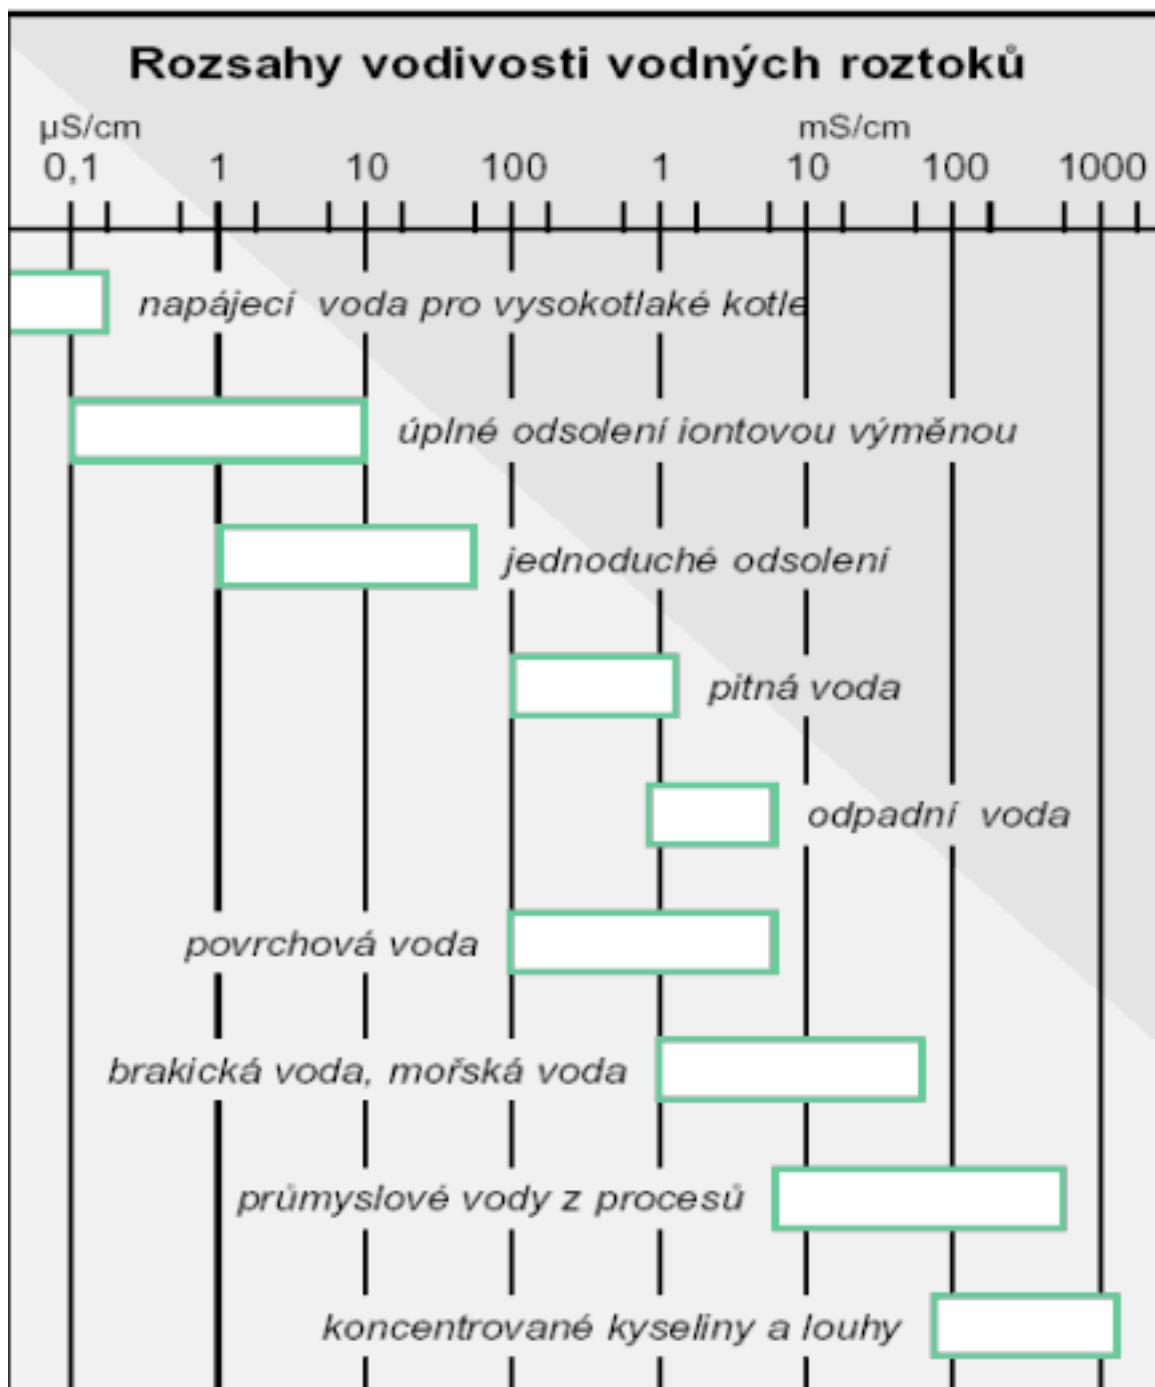 Rozsahy vodivosti vodných roztoků
µS/cm mS/cm
0,1 1 10 100 1 10 100 1000
napájecí voda pro vysokotlaké kotle
úplné odsolení iontovou výměnou
jednoduché odsolení
pitná voda
odpadní voda
povrchová voda
brakická voda, mořská voda
průmyslové vody z procesů
koncentrované kyseliny a louhy